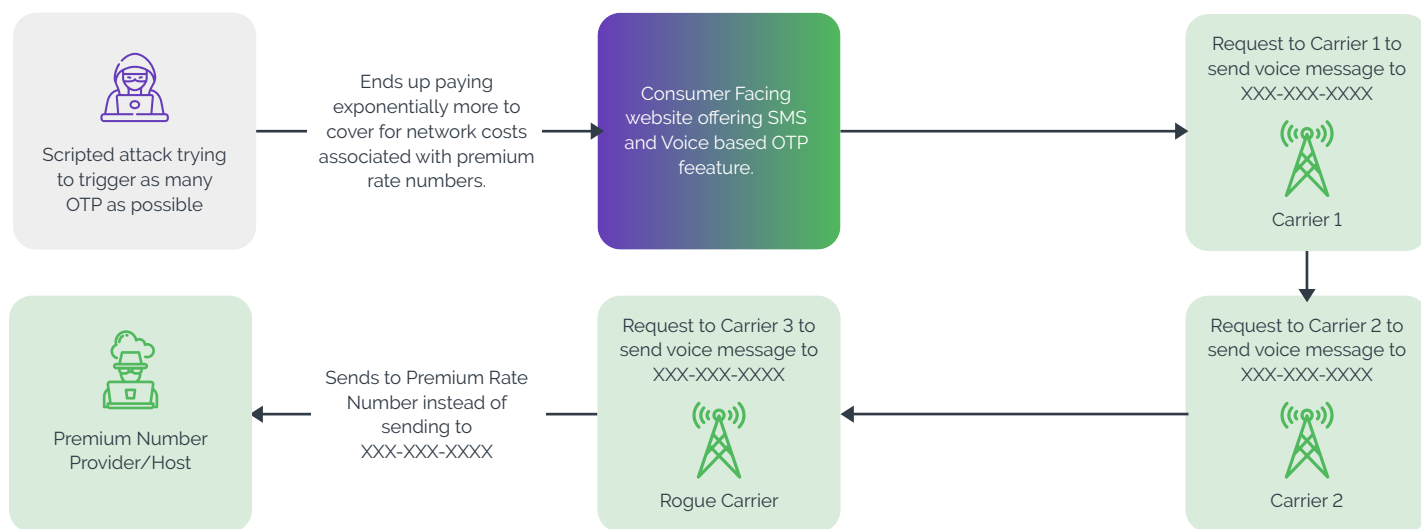 Scripted attack trying
to trigger as many
OTP as possible
Ends up paying
exponentially more to
cover for network costs
associated with premium
rate numbers.
Consumer Facing
website offering SMS
and Voice based OTP
feeature.
Request to Carrier 1 to
send voice message to
XXX-XXX-XXXX
Carrier 1
Request to Carrier 2 to
send voice message to
XXX-XXX-XXXX
Carrier 2
Request to Carrier 3 to
send voice message to
XXX-XXX-XXXX
Rogue Carrier
Sends to Premium Rate
Number instead of
sending to
XXX-XXX-XXXX
Premium Number
Provider/Host